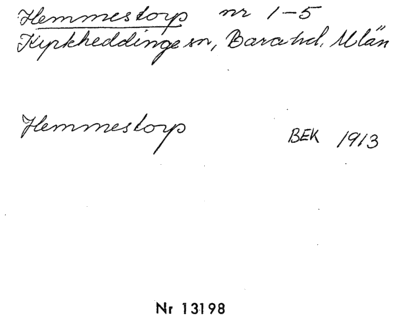 Hemmestorp nr 1-5
Kyrkheddinge sn, Bara hd. M län
Hemmestorp
BEK 1913
Nr 13198